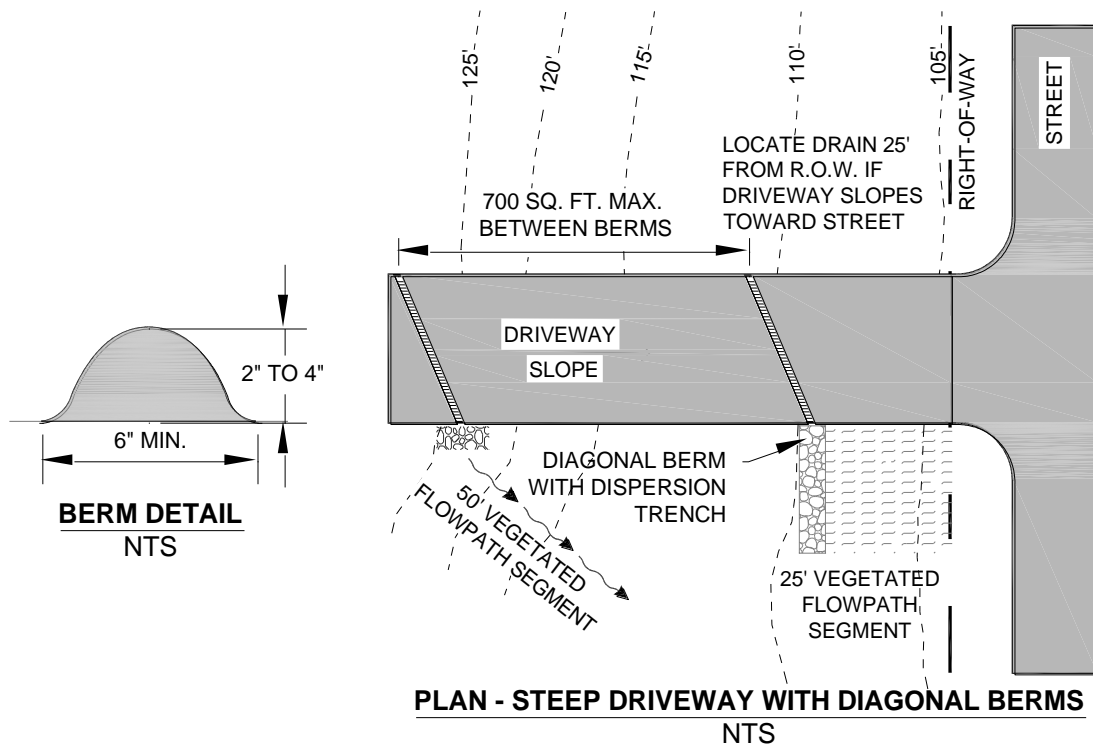 125'
120'
115'
110'
105'
RIGHT-OF-WAY
STREET
LOCATE DRAIN 25'
FROM R.O.W. IF
DRIVEWAY SLOPES
TOWARD STREET
700 SQ. FT. MAX.
BETWEEN BERMS
DRIVEWAY
SLOPE
2" TO 4"
6" MIN.
BERM DETAIL
NTS
DIAGONAL BERM
WITH DISPERSION
TRENCH
50' VEGETATED
FLOWPATH SEGMENT
25' VEGETATED
FLOWPATH
SEGMENT
PLAN - STEEP DRIVEWAY WITH DIAGONAL BERMS
NTS